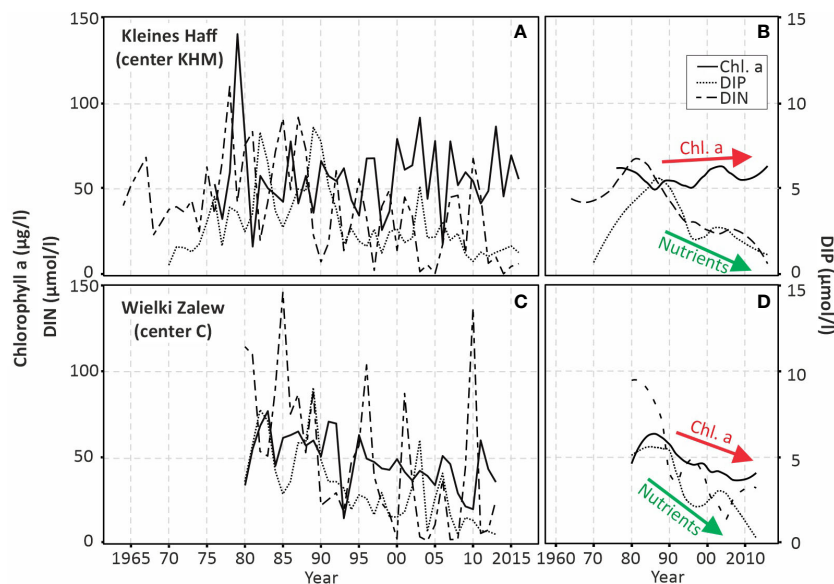 Chlorophyll a (µg/l)
DIN (µmol/l)
150
100
50
0
Kleines Haff
(center KHM)
A
B
Chl. a
DIP
DIN
Chl. a
Nutrients
15
10
5
0
DIP
(µmol/l)
150
100
50
0
Wielki Zalew
(center C)
C
D
Chl. a
Nutrients
15
10
5
0
1965 70 75 80 85 90 95 00 05 10 2015
1960 70 80 90 00 2010
Year
Year